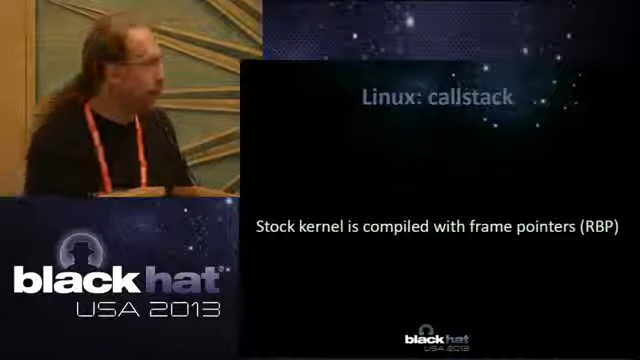 Linux: callstack
Stock kernel is compiled with frame pointers (RBP)
black hat®
USA 2013
black hat
USA 2013